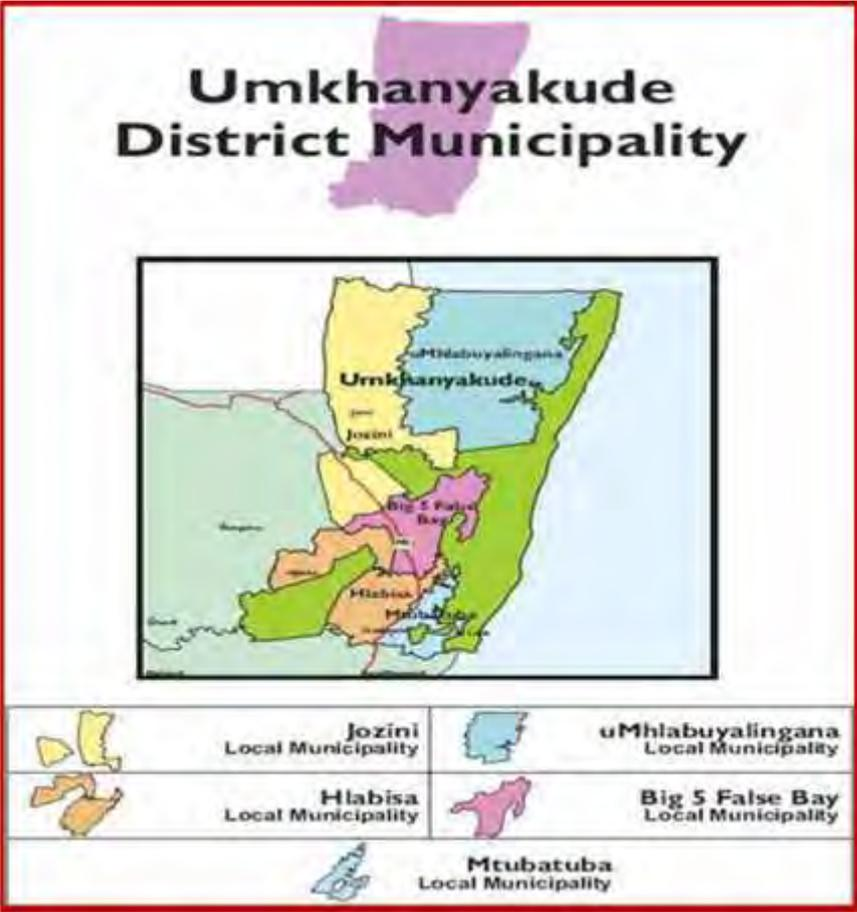 Umkhanyakude
District Municipality
uMhlabuyalingana
Umkhanyakude
Jozini
Big 5 False
Bay
Hlabisa
Mtubatuba
Jozini
Local Municipality
uMhlabuyalingana
Local Municipality
Hlabisa
Local Municipality
Big 5 False Bay
Local Municipality
Mtubatuba
Local Municipality